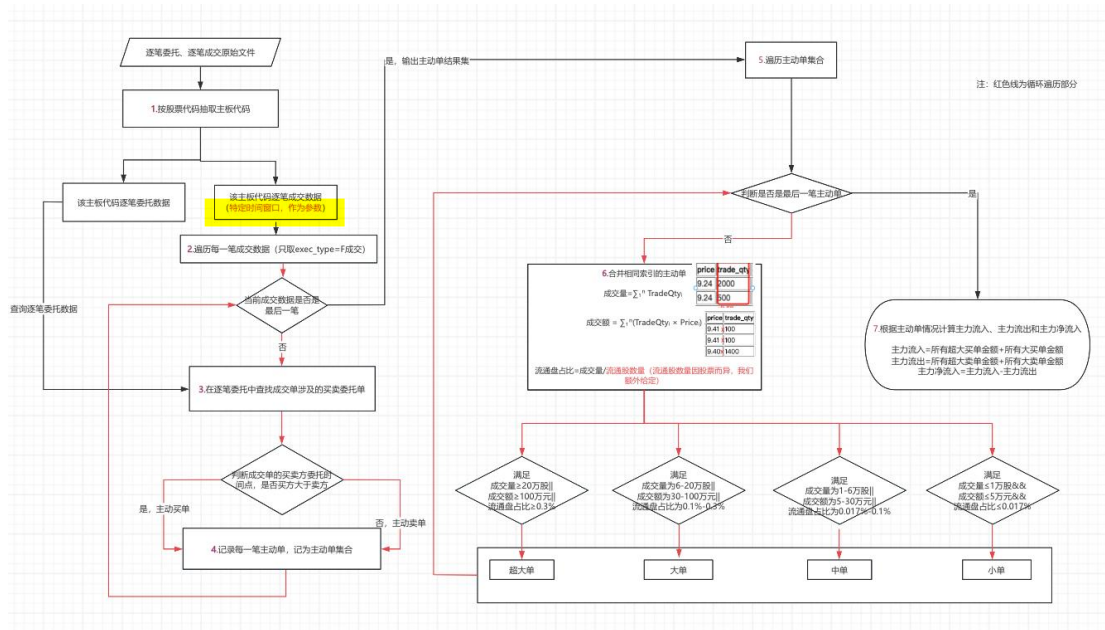 逐笔委托、逐笔成交原始文件
1.按股票代码抽取主板代码
该主板代码逐笔委托数据
该主板代码逐笔成交数据
（特定时间窗口，作为参数）
2.遍历每一笔成交数据（只取exec_type=F成交）
查询逐笔委托数据
当前成交数据是否是
最后一笔
是，输出主动单结果集
否
3.在逐笔委托中查找成交单涉及的买卖委托单
判断成交单的买卖方委托时
间点，是否买方大于卖方
是，主动买单
否，主动卖单
4.记录每一笔主动单，记为主动单集合
5.遍历主动单集合
注：红色线为循环遍历部分
判断是否是最后一笔主动单
是
否
6.合并相同索引的主动单
price trade_qty
9.24 2000
9.24 500
成交量=∑₁ⁿ TradeQtyᵢ
成交额 = ∑₁ⁿ(TradeQtyᵢ × Priceᵢ)
price trade_qty
9.41 x 100
9.41 x 100
9.40 x 1400
流通盘占比=成交量/流通股数量（流通股数量因股票而异，我们
额外给定）
7.根据主动单情况计算主力流入、主力流出和主力净流入
主力流入=所有超大买单金额+所有大买单金额
主力流出=所有超大卖单金额+所有大卖单金额
主力净流入=主力流入-主力流出
满足
成交量≥20万股||
成交额≥100万元||
流通盘占比≥0.3%
满足
成交量为6-20万股||
成交额为30-100万元||
流通盘占比为0.1%-0.3%
满足
成交量为1-6万股||
成交额为5-30万元||
流通盘占比为0.017%-0.1%
满足
成交量≤1万股&&
成交额≤5万元&&
流通盘占比≤0.017%
超大单
大单
中单
小单